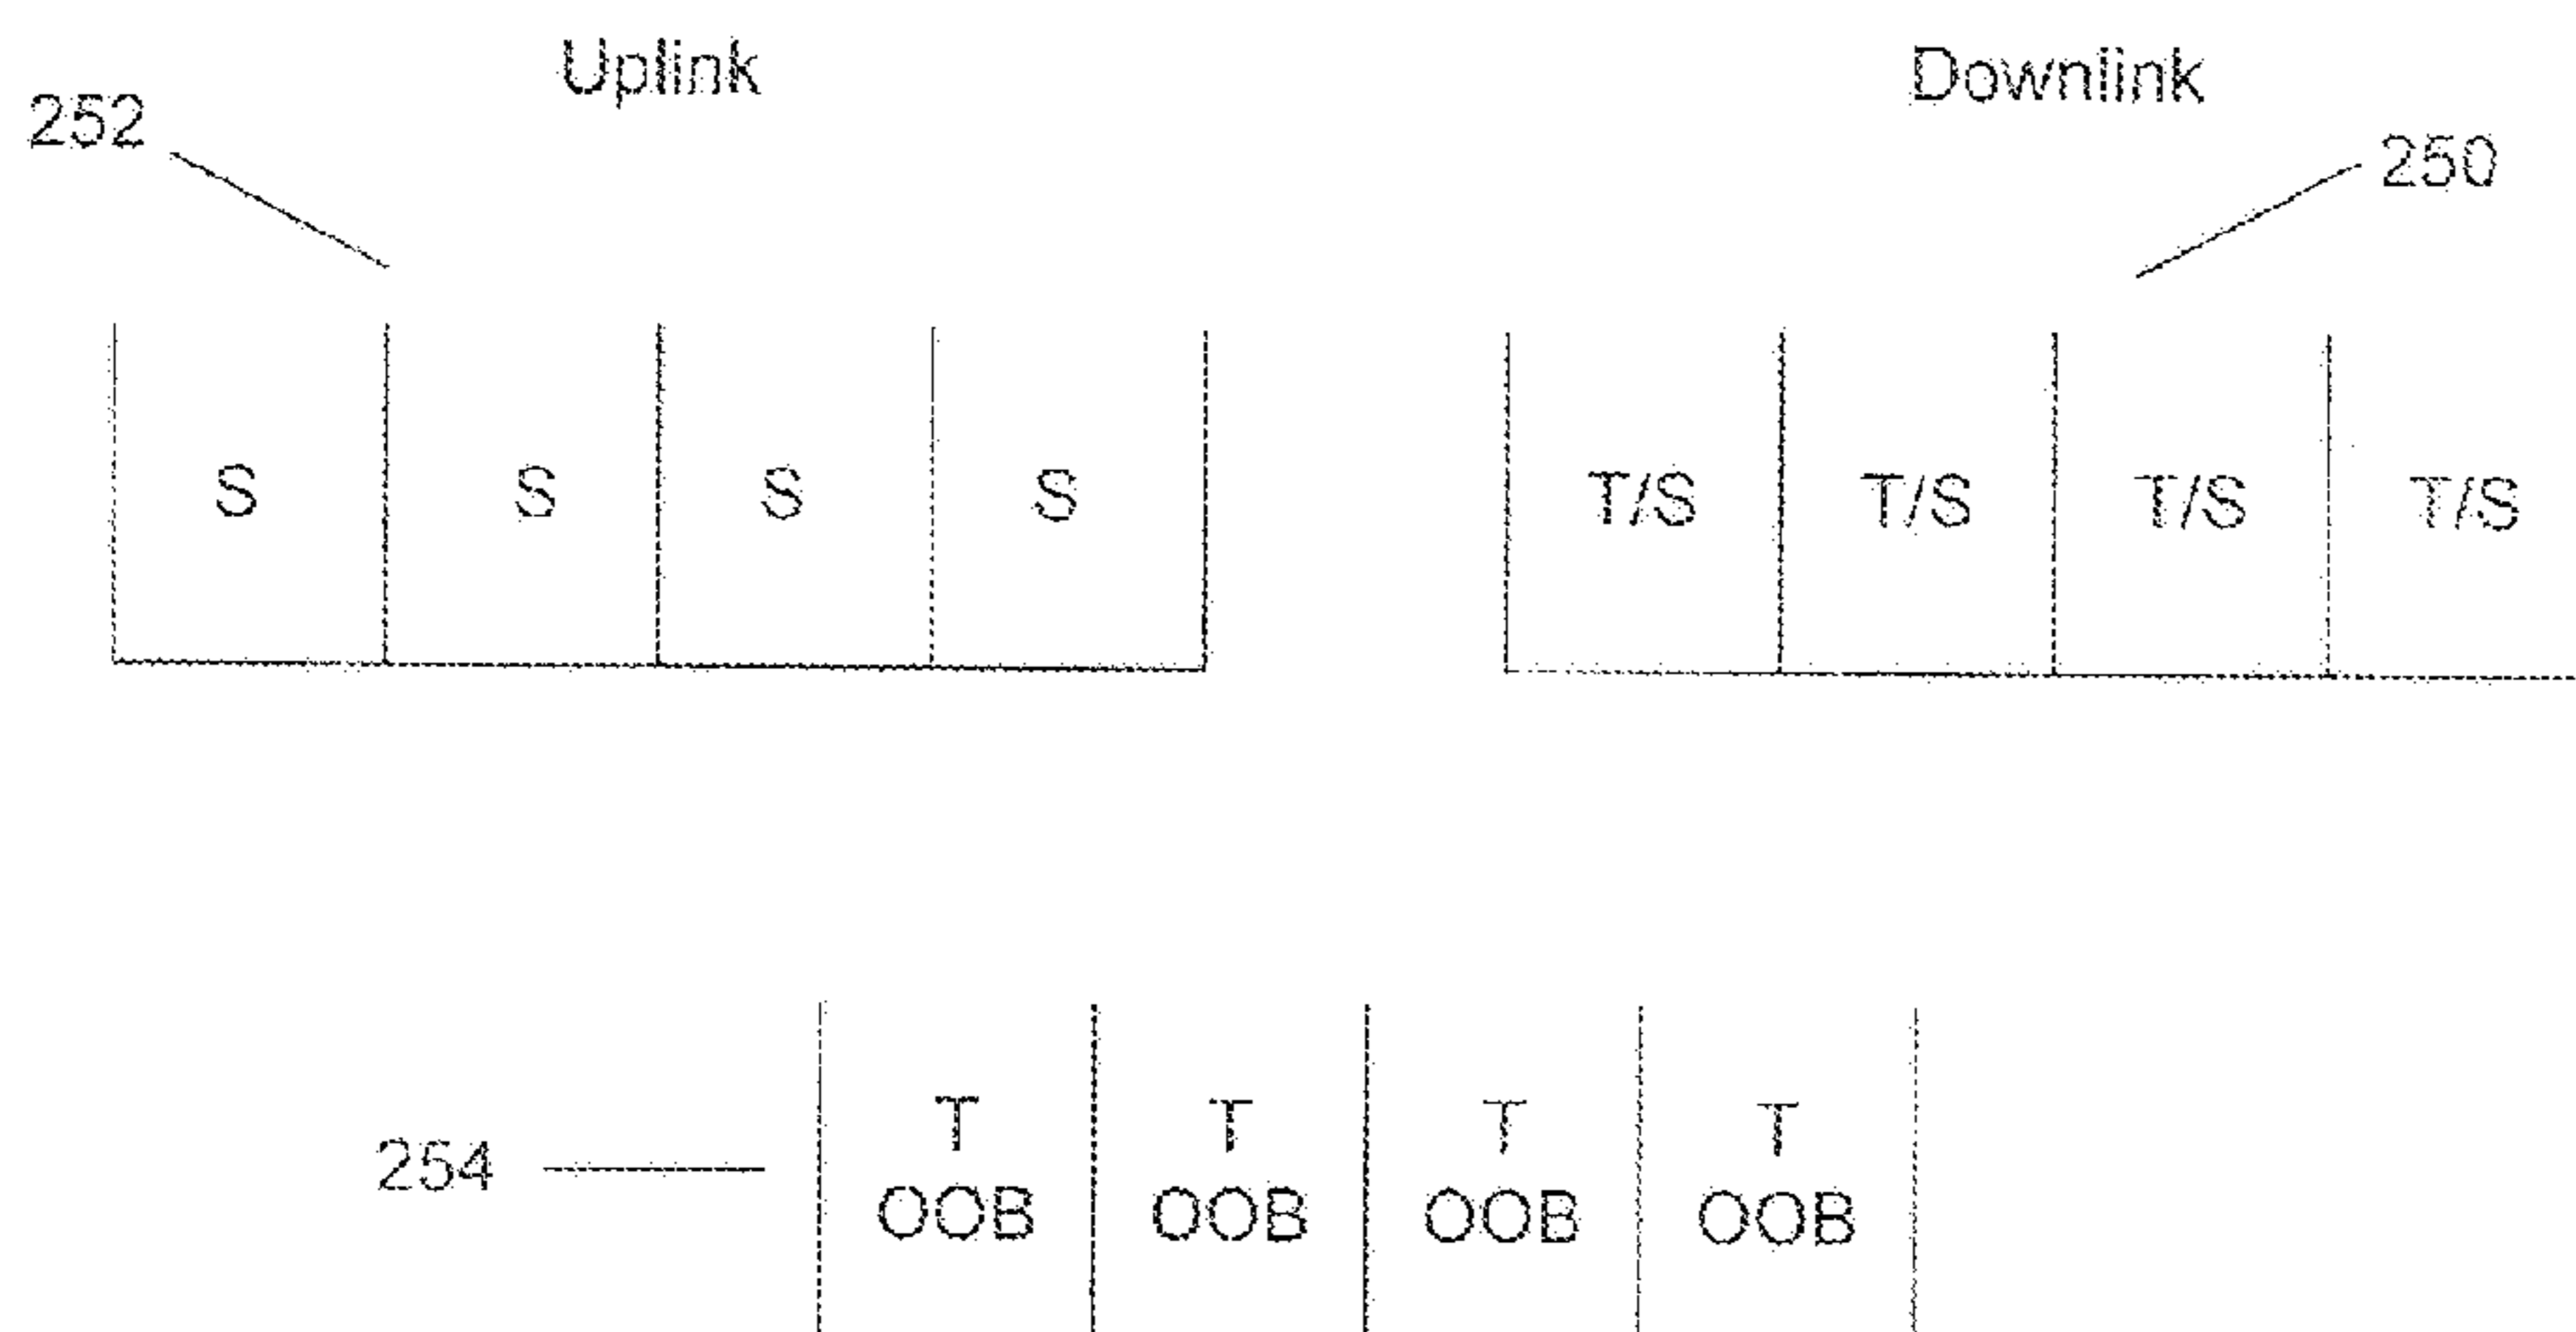 Uplink
Downlink
252
250
S S S S
T/S T/S T/S T/S
254
T T T T
OOB OOB OOB OOB